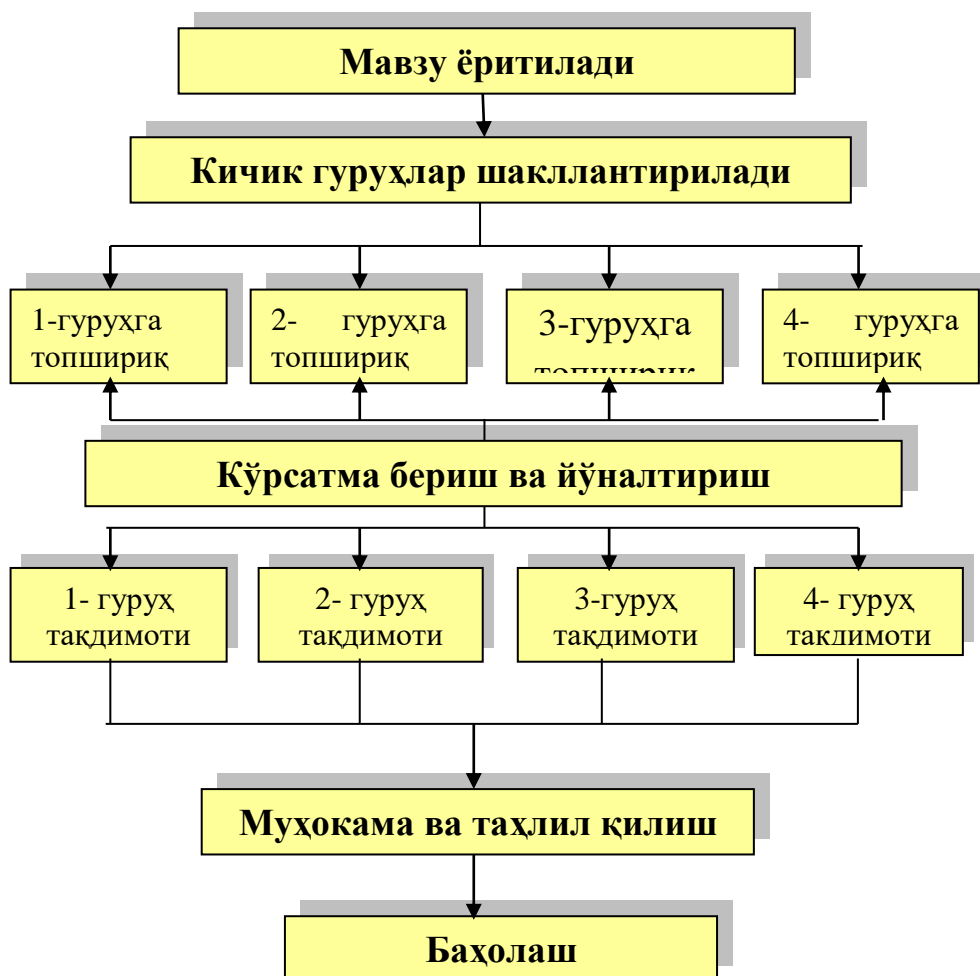 Мавзу ёритилади
Кичик гуруҳлар шакллантирилади
1-гуруҳга
топшириқ
2- гуруҳга
топшириқ
3-гуруҳга
топшириқ
4- гуруҳга
топшириқ
Кўрсатма бериш ва йўналтириш
1- гуруҳ
тақдимоти
2- гуруҳ
тақдимоти
3-гуруҳ
тақдимоти
4- гуруҳ
тақдимоти
Муҳокама ва таҳлил қилиш
Баҳолаш